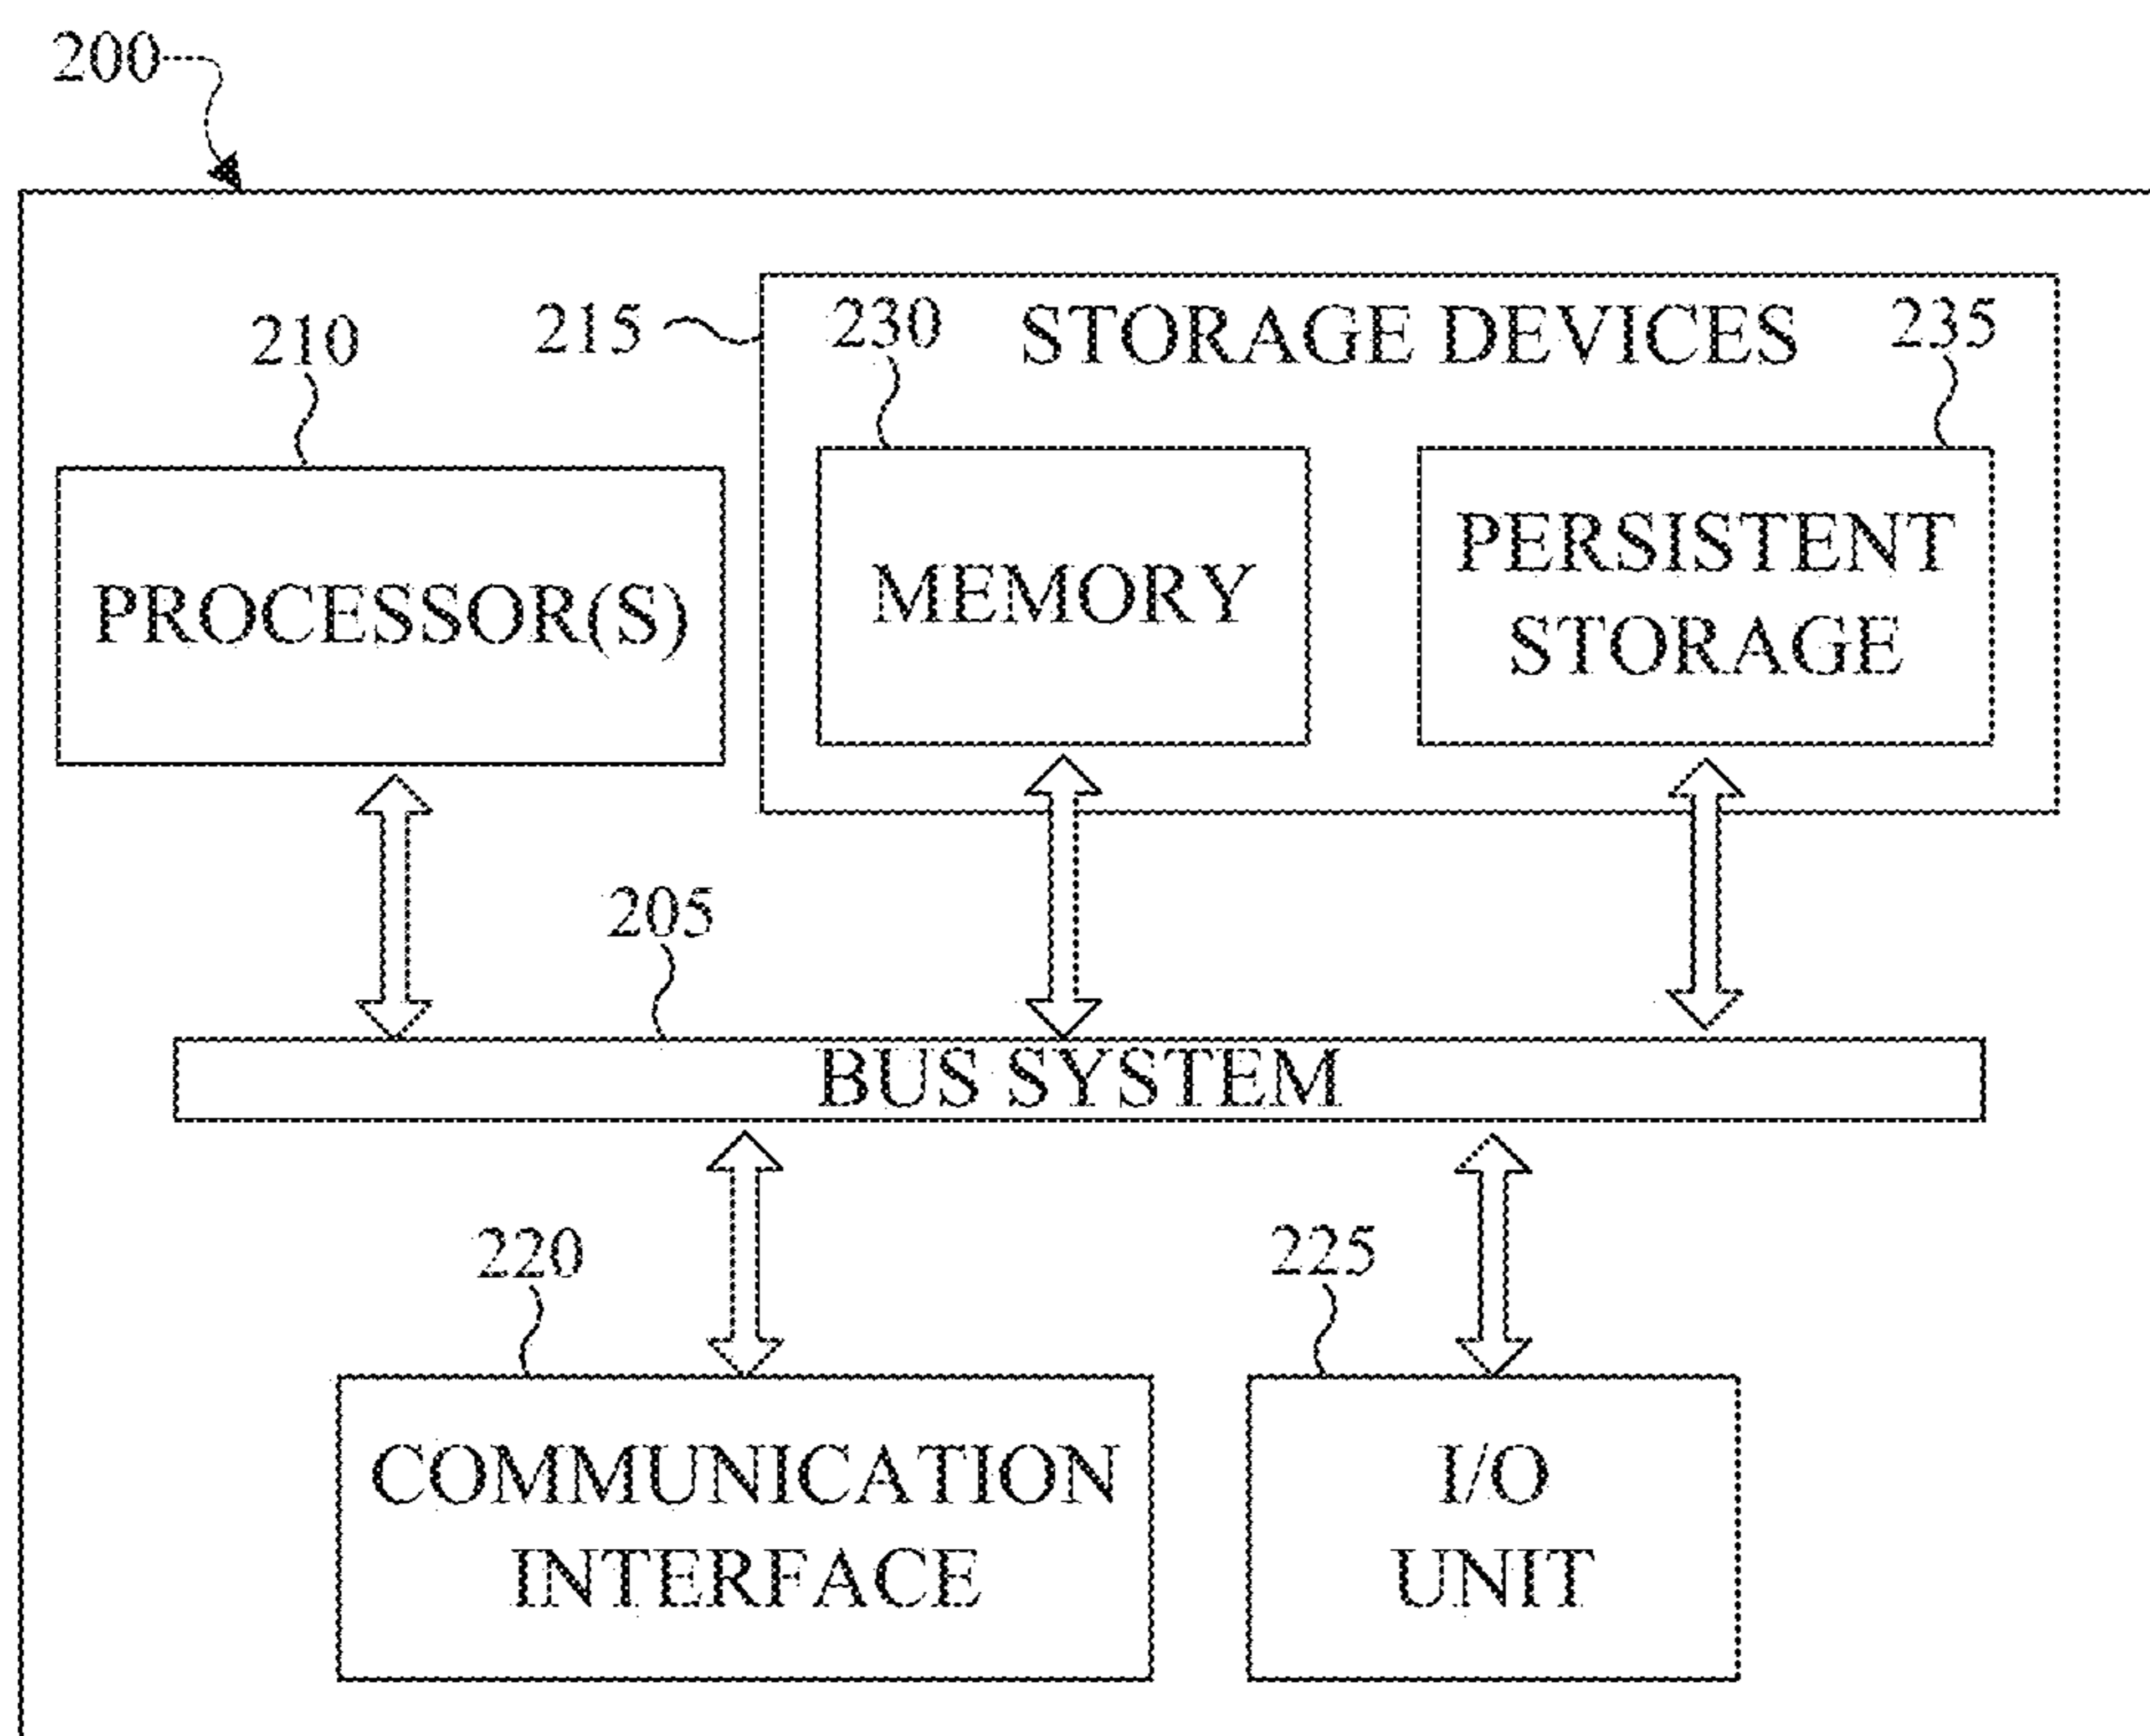 200
210
215
230
STORAGE DEVICES
235
PROCESSOR(S)
MEMORY
PERSISTENT
STORAGE
205
BUS SYSTEM
220
225
COMMUNICATION
INTERFACE
I/O
UNIT